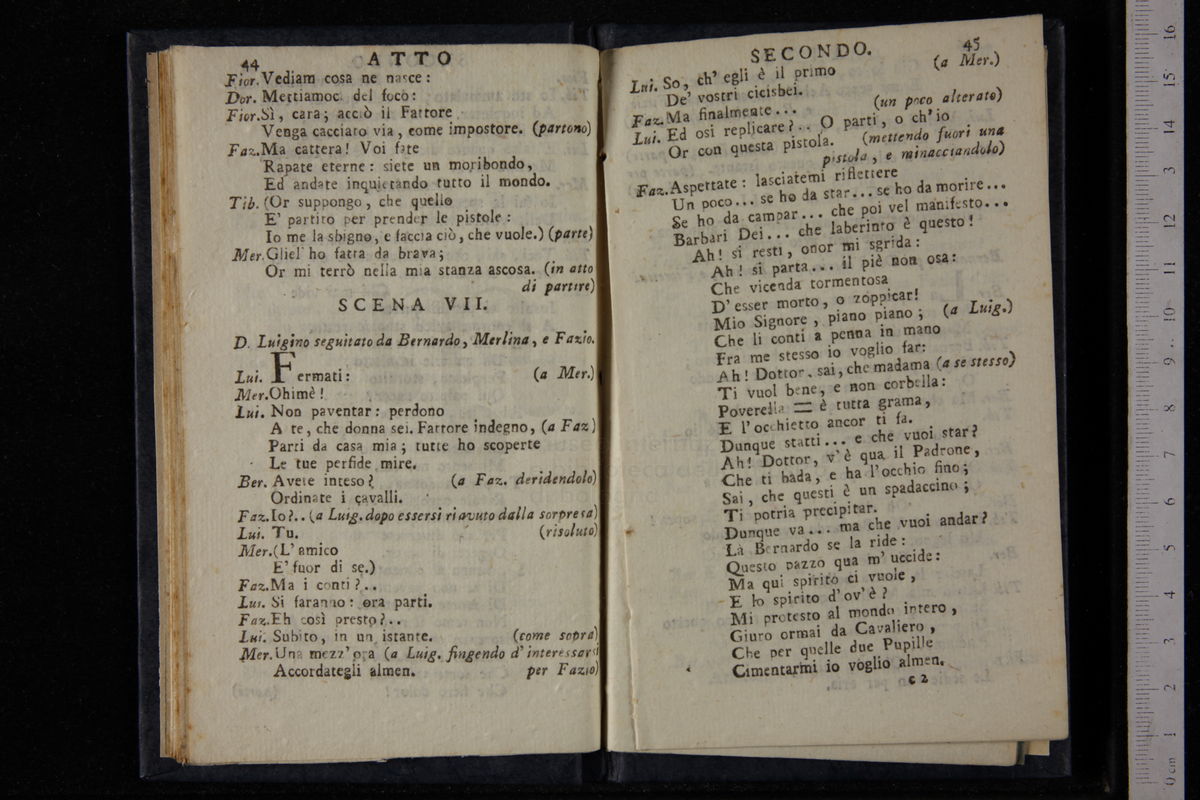 44 ATTO
Fior. Vediam cosa ne nasce:
Dor. Mettiamoci del foco:
Fior. Sì, cara; acciò il Fattore
Venga cacciato via, come impostore. (partono)
Faz. Ma cattera! Voi fate
Rapate eterne: siete un moribondo,
Ed andate inquietando tutto il mondo.
Tib. (Or suppongo, che quello
E' partito per prender le pistole:
Io me la sbigno, e faccia ciò, che vuole.) (parte)
Mer. Gliel' ho fatta da brava;
Or mi terrò nella mia stanza ascosa. (in atto
di partire)
SCENA VII.
D. Luigino seguitato da Bernardo, Merlina, e Fazio.
Lui. Fermati: (a Mer.)
Mer. Ohimè!
Lui. Non paventar: perdono
A te, che donna sei. Fattore indegno, (a Faz)
Parti da casa mia; tutte ho scoperte
Le tue perfide mire.
Ber. Avete inteso? (a Faz. deridendolo)
Ordinate i cavalli.
Faz. Io?.. (a Luig. dopo essersi riavuto dalla sorpresa)
Lui. Tu. (risoluto)
Mer. (L' amico
E' fuor di se.)
Faz. Ma i conti?..
Lui. Si faranno: ora parti.
Faz. Eh così presto?..
Lui. Subito, in un istante. (come sopra)
Mer. Una mezz' ora (a Luig. fingendo d' interessarsi
Accordategli almen. per Fazio)
SECONDO. 45
Lui. So, ch' egli è il primo (a Mer.)
De' vostri cicisbei.
Faz. Ma finalmente... (un poco alterato)
Lui. Ed osi replicare?.. O parti, o ch' io
Or con questa pistola. (mettendo fuori una
pistola, e minacciandolo)
Faz. Aspettate: lasciatemi riflettere
Un poco... se ho da star... se ho da morire...
Se ho da campar... che poi vel manifesto...
Barbari Dei... che laberinto è questo!
Ah! si resti, onor mi sgrida:
Ah! si parta... il piè non osa:
Che vicenda tormentosa
D' esser morto, o zoppicar!
Mio Signore, piano piano; (a Luig.)
Che li conti a penna in mano
Fra me stesso io voglio far:
Ah! Dottor, sai, che madama (a se stesso)
Ti vuol bene, e non corbella:
Poverella = è tutta grama,
E l' occhietto ancor ti fa.
Dunque statti... e che vuoi star?
Ah! Dottor, v' è qua il Padrone,
Che ti bada, e ha l' occhio fino;
Sai, che questi è un spadaccino;
Ti potria precipitar.
Dunque va... ma che vuoi andar?
Là Bernardo se la ride:
Questo pazzo qua m' uccide:
Ma qui spirito ci vuole,
E lo spirito d' ov' è?
Mi protesto al mondo intero,
Giuro ormai da Cavaliero,
Che per quelle due Pupille
Cimentarmi io voglio almen.
C 2
0 cm 1 2 3 4 5 6 7 8 9 10 11 12 13 14 15 16